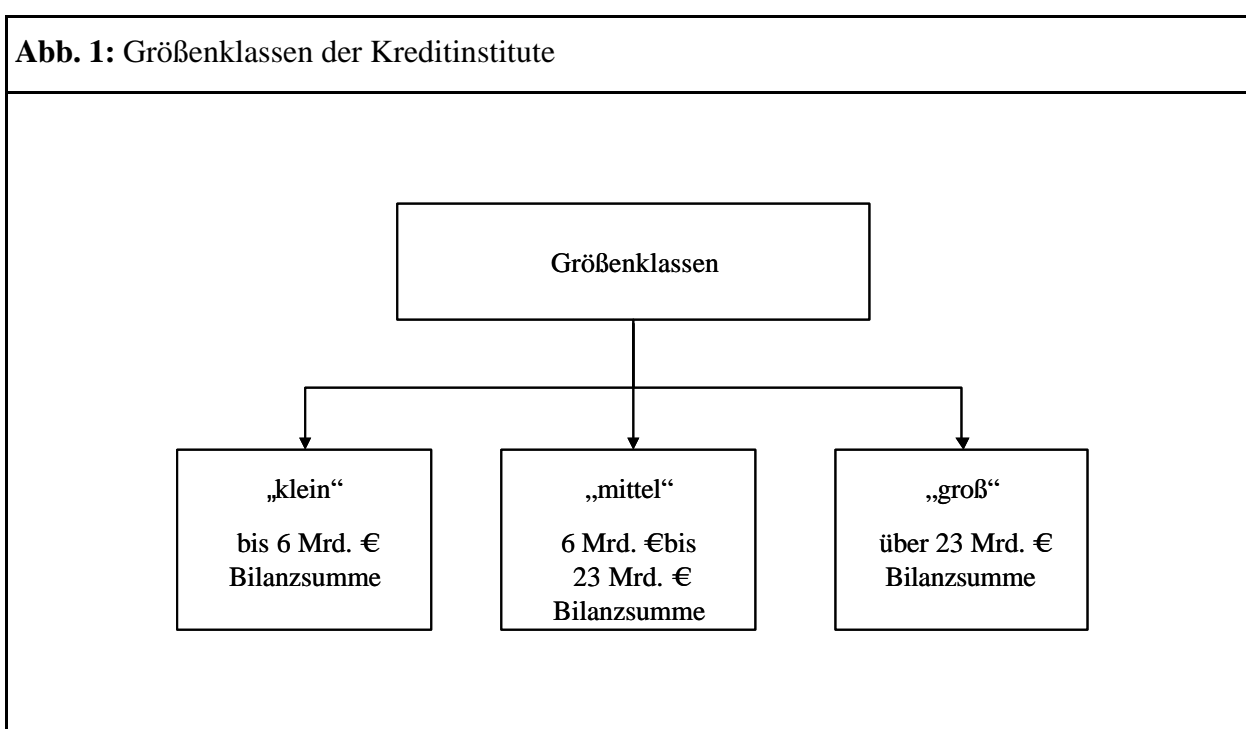 Abb. 1: Größenklassen der Kreditinstitute
Größenklassen
„klein“
bis 6 Mrd. €
Bilanzsumme
„mittel“
6 Mrd. €bis
23 Mrd. €
Bilanzsumme
„groß“
über 23 Mrd. €
Bilanzsumme